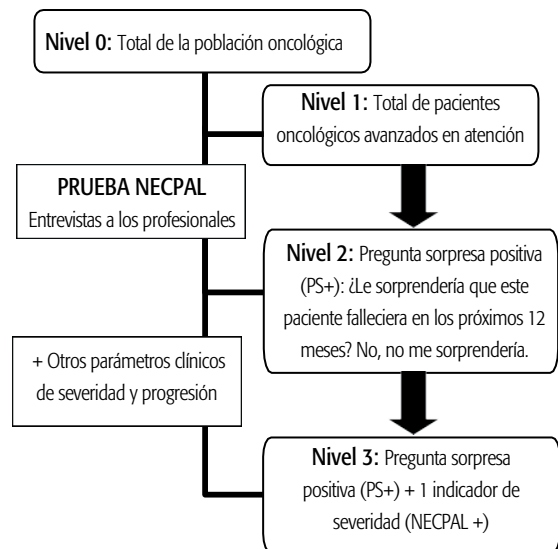 Nivel 0: Total de la población oncológica
Nivel 1: Total de pacientes
oncológicos avanzados en atención
PRUEBA NECPAL
Entrevistas a los profesionales
Nivel 2: Pregunta sorpresa positiva
(PS+): ¿Le sorprendería que este
paciente falleciera en los próximos 12
meses? No, no me sorprendería.
+ Otros parámetros clínicos
de severidad y progresión
Nivel 3: Pregunta sorpresa
positiva (PS+) + 1 indicador de
severidad (NECPAL +)